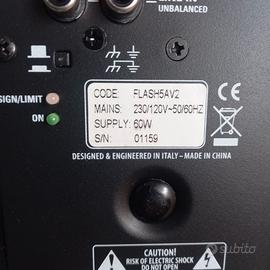 UNBALANCED
SIGN/LIMIT
ON
CODE: FLASH5AV2
MAINS: 230/120V~50/60HZ
SUPPLY: 60W
S/N: 01159
DESIGNED & ENGINEERED IN ITALY – MADE IN CHINA
CE
CAUTION!
RISK OF ELECTRIC SHOCK
DO NOT OPEN
subito